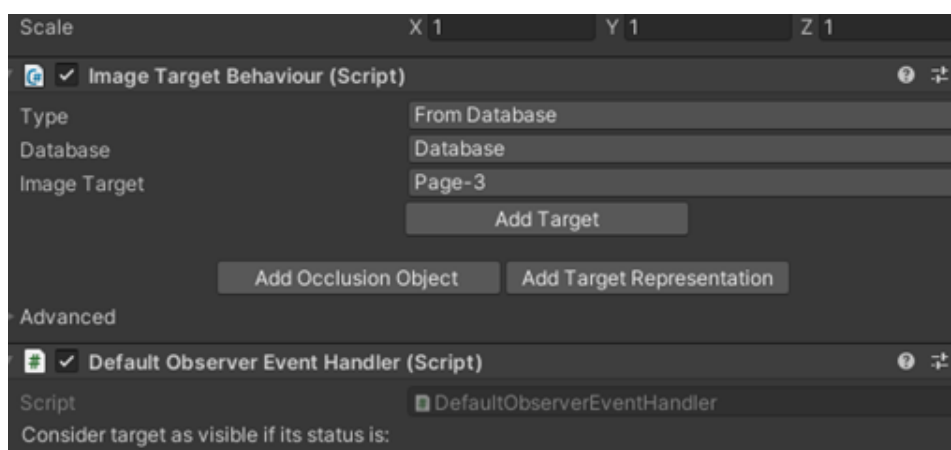 Scale X 1 Y 1 Z 1
Image Target Behaviour (Script)
Type From Database
Database Database
Image Target Page-3
Add Target
Add Occlusion Object Add Target Representation
Advanced
# Default Observer Event Handler (Script)
Script DefaultObserverEventHandler
Consider target as visible if its status is: